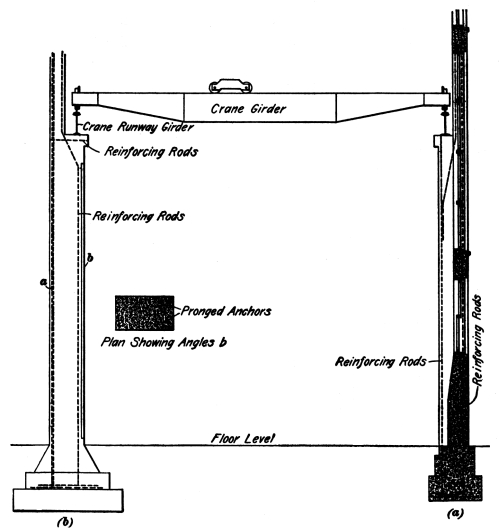 Crane Girder
Crane Runway Girder
Reinforcing Rods
Reinforcing Rods
a
b
Pronged Anchors
Plan Showing Angles b
Reinforcing Rods
Reinforcing Rods
Floor Level
(b)
(a)